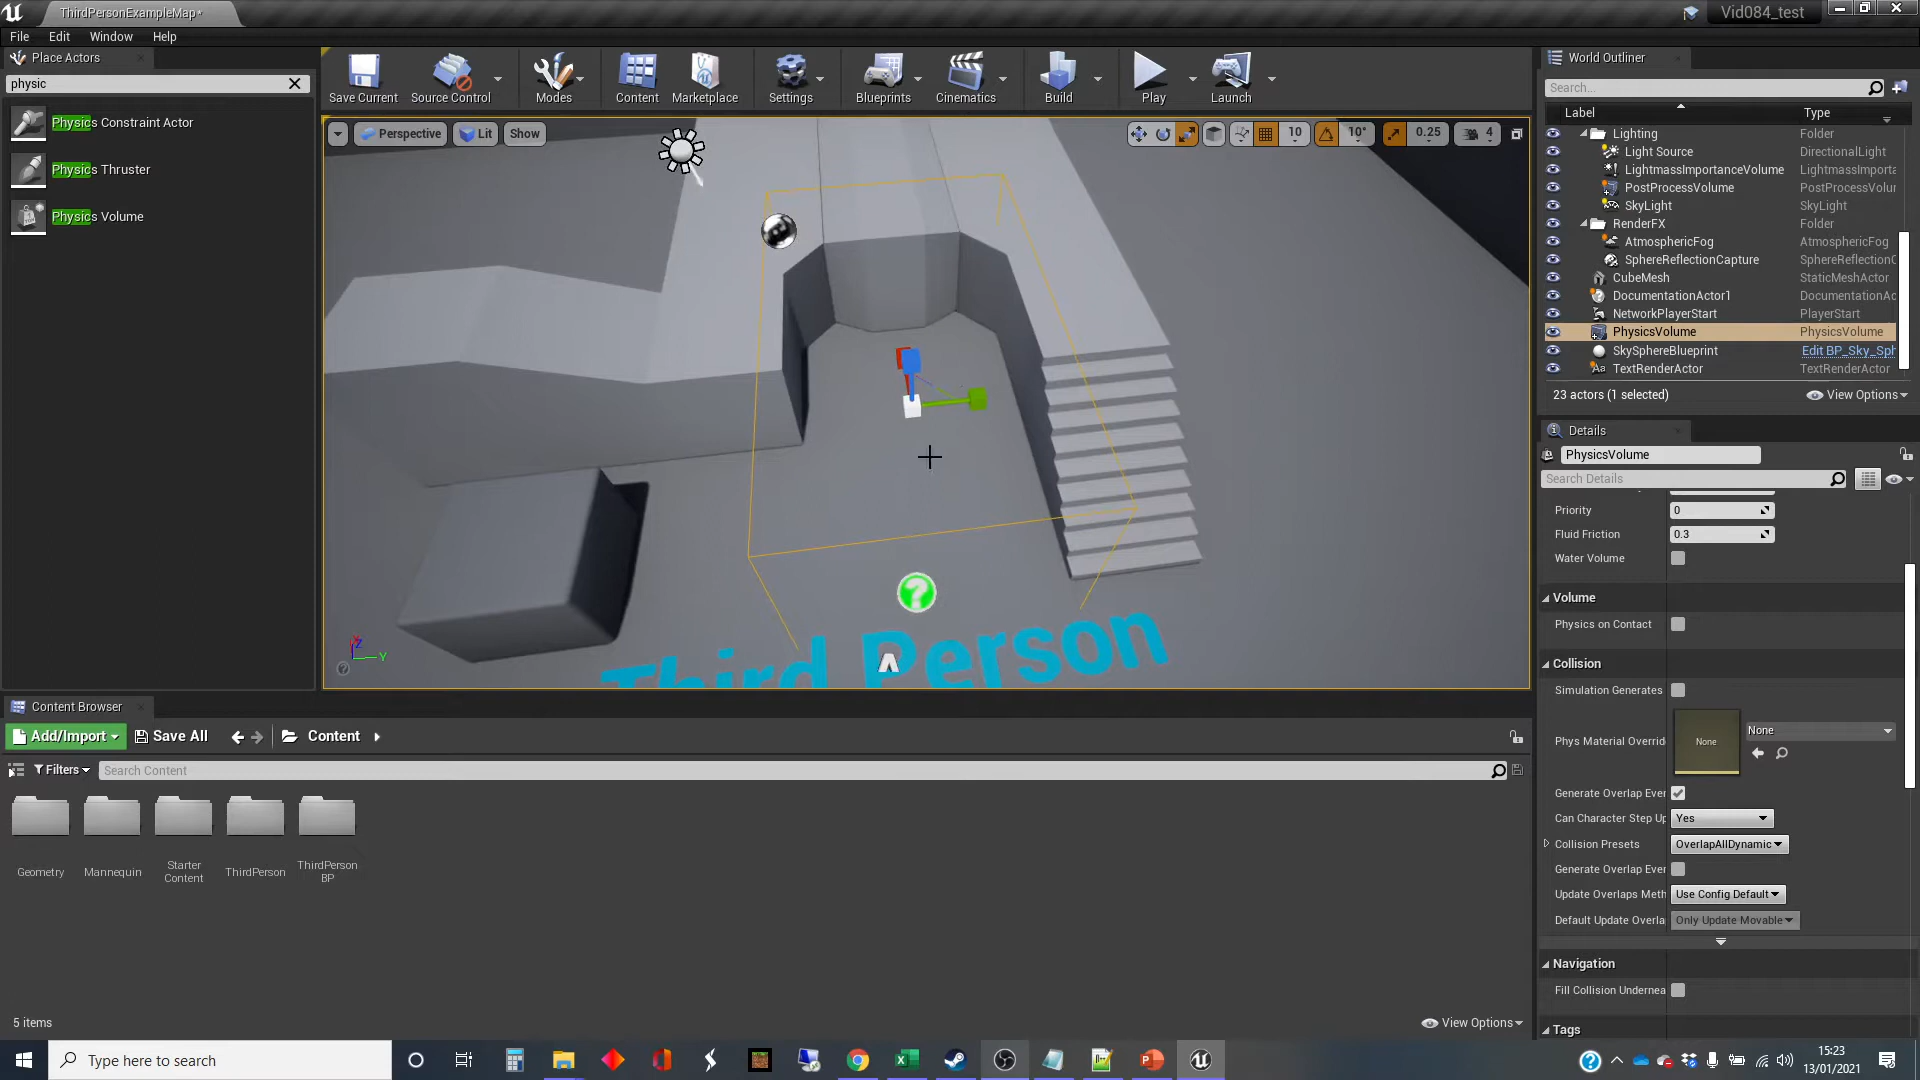 ThirdPersonExampleMap*
Vid084_test
File Edit Window Help
Place Actors
physic
Physics Constraint Actor
Physics Thruster
Physics Volume
Save Current
Source Control
Modes
Content
Marketplace
Settings
Blueprints
Cinematics
Build
Play
Launch
Perspective
Lit
Show
10
10°
0.25
4
Third Person
Z
Y
World Outliner
Search...
Label Type
Lighting Folder
Light Source DirectionalLight
LightmassImportanceVolume LightmassImporta
PostProcessVolume PostProcessVolur
SkyLight SkyLight
RenderFX Folder
AtmosphericFog AtmosphericFog
SphereReflectionCapture SphereReflectionC
CubeMesh StaticMeshActor
DocumentationActor1 DocumentationAc
NetworkPlayerStart PlayerStart
PhysicsVolume PhysicsVolume
SkySphereBlueprint Edit BP_Sky_Sph
TextRenderActor TextRenderActor
23 actors (1 selected)
View Options
Details
PhysicsVolume
Search Details
Priority 0
Fluid Friction 0.3
Water Volume
Volume
Physics on Contact
Collision
Simulation Generates
Phys Material Override
None
None
Generate Overlap Ever
Can Character Step Up Yes
Collision Presets OverlapAllDynamic
Generate Overlap Ever
Update Overlaps Meth Use Config Default
Default Update Overla Only Update Movable
Navigation
Fill Collision Undernea
Tags
Content Browser
Add/Import
Save All
Content
Filters
Search Content
Geometry
Mannequin
Starter Content
ThirdPerson
ThirdPerson BP
5 items
View Options
Type here to search
15:23
13/01/2021